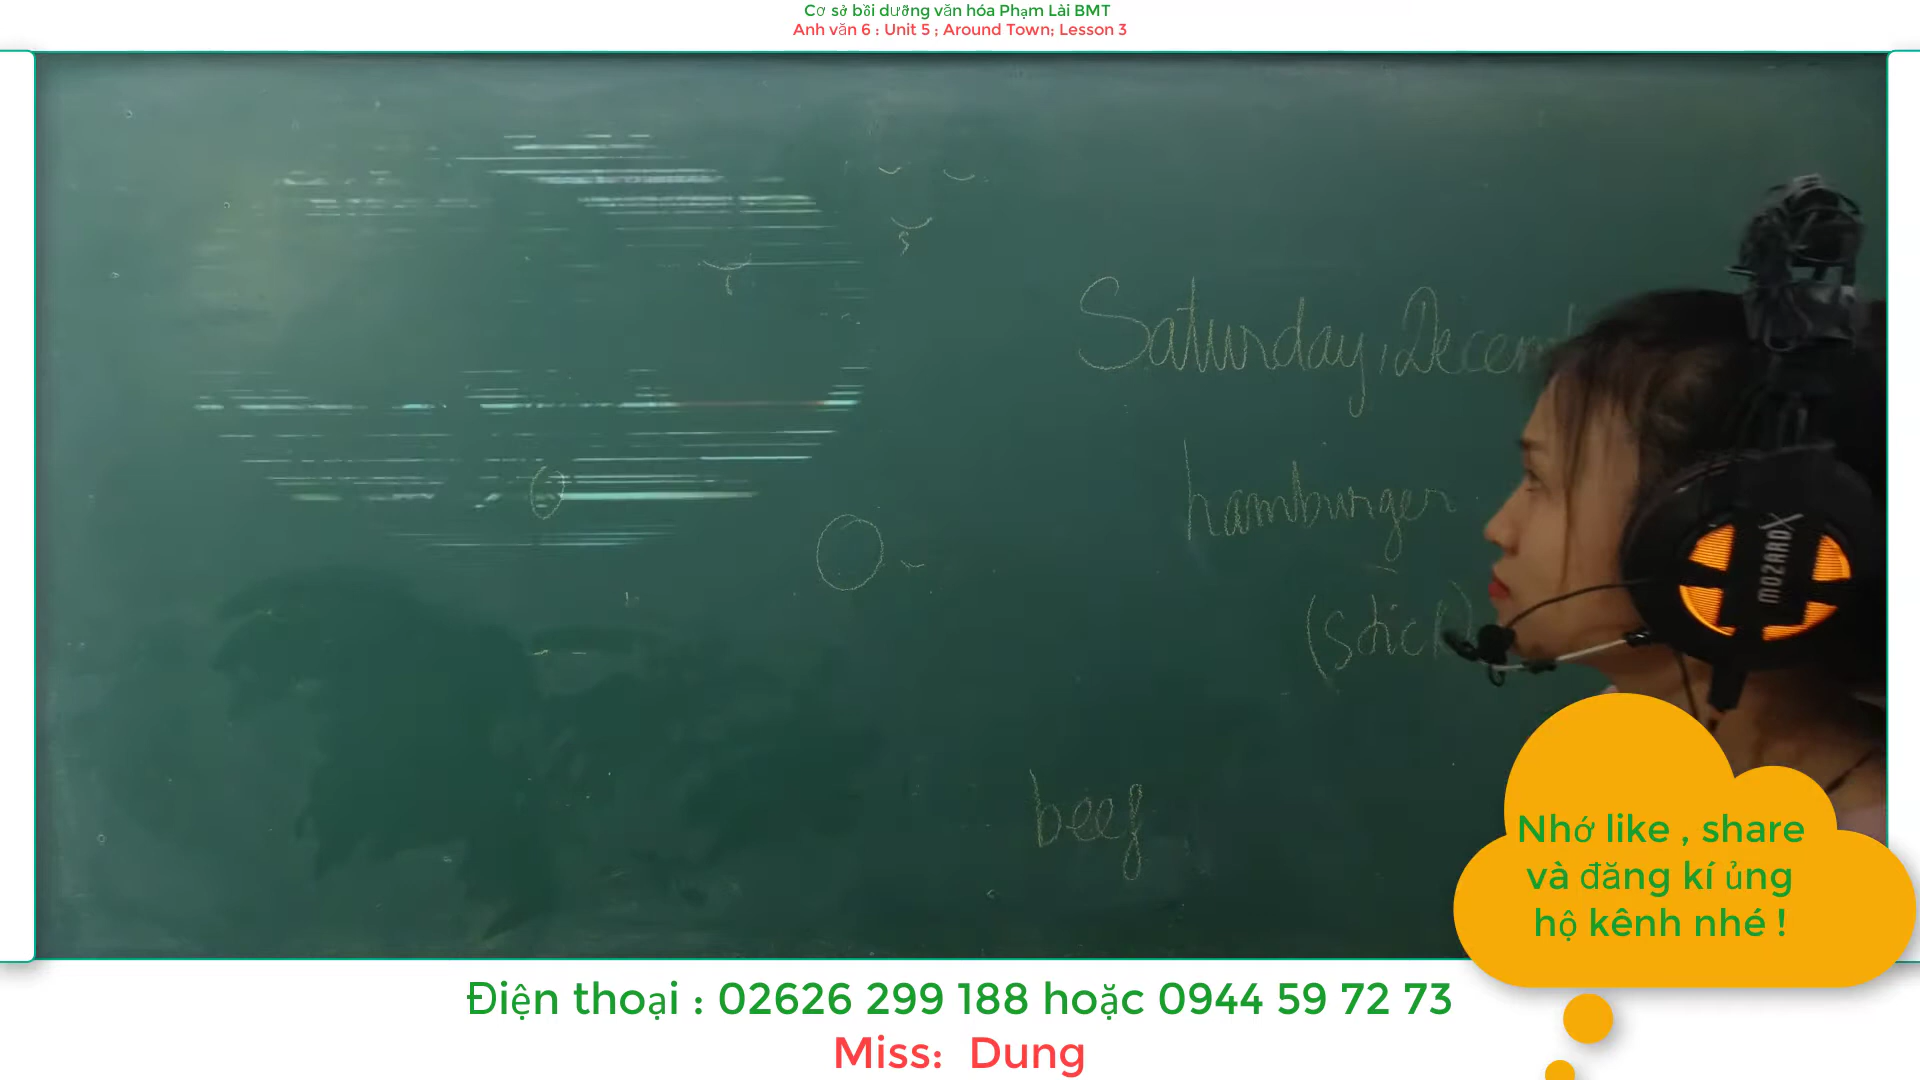 Cơ sở bồi dưỡng văn hóa Phạm Lài BMT
Anh văn 6 : Unit 5 ; Around Town; Lesson 3
Saturday, Decem
hamburger
beef
MOZARDX
Nhớ like , share
và đăng kí ủng
hộ kênh nhé !
Điện thoại : 02626 299 188 hoặc 0944 59 72 73
Miss: Dung